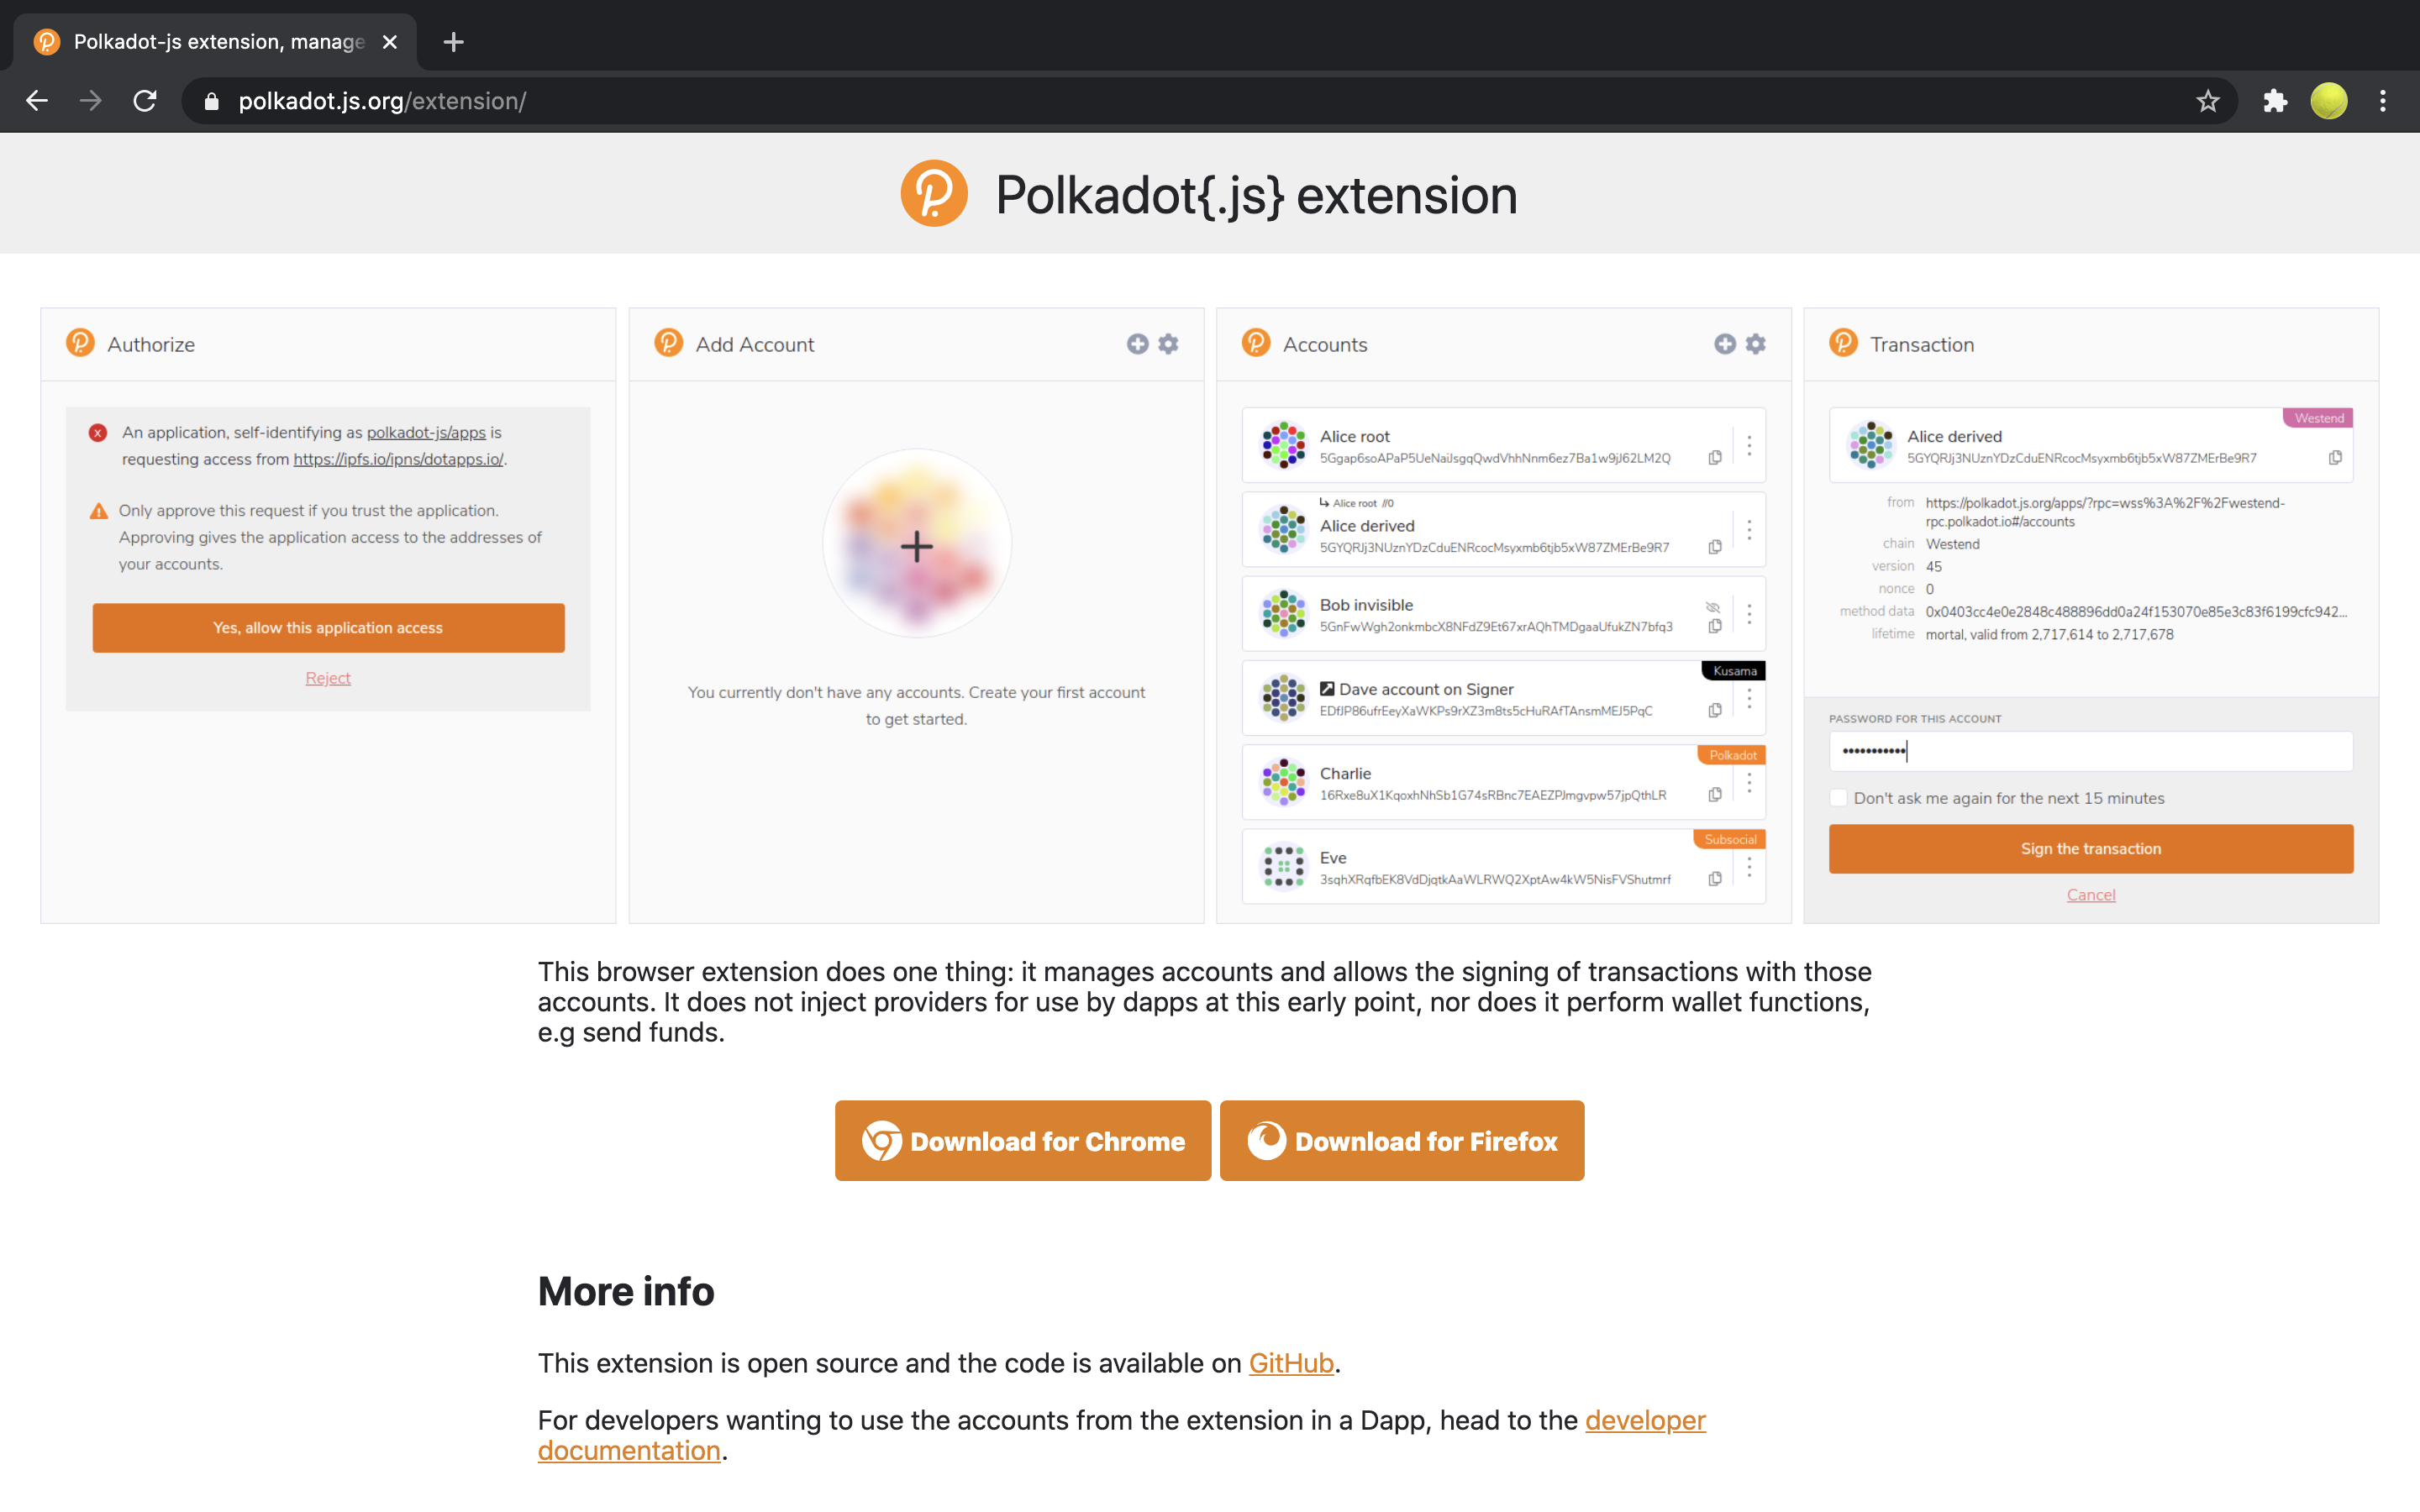 Polkadot-js extension, manage
polkadot.js.org/extension/
Polkadot{.js} extension
Authorize
An application, self-identifying as polkadot-js/apps is
requesting access from https://ipfs.io/ipns/dotapps.io/.
Only approve this request if you trust the application.
Approving gives the application access to the addresses of
your accounts.
Yes, allow this application access
Reject
Add Account
You currently don't have any accounts. Create your first account
to get started.
Accounts
Alice root
5Ggap6soAPaP5UeNaiJsgqQwdVhhNnm6ez7Ba1w9jJ62LM2Q
Alice root //0
Alice derived
5GYQRJj3NUznYDzCduENRcocMsyxmb6tjb5xW87ZMErBe9R7
Bob invisible
5GnFwWgh2onkmbcX8NFdZ9Et67xrAQhTMDgaaUfukZN7bfq3
Kusama
Dave account on Signer
EDfJP86ufrEeyXaWKPs9rXZ3m8ts5cHuRAfTAnsmMEJ5PqC
Polkadot
Charlie
16Rxe8uX1KqoxhNhSb1G74sRBnc7EAEZPJmgvpw57jpQthLR
Subsocial
Eve
3sqhXRqfbEK8VdDjqtkAaWLRWQ2XptAw4kW5NisFVShutmrf
Transaction
Westend
Alice derived
5GYQRJj3NUznYDzCduENRcocMsyxmb6tjb5xW87ZMErBe9R7
from https://polkadot.js.org/apps/?rpc=wss%3A%2F%2Fwestend-
rpc.polkadot.io#/accounts
chain Westend
version 45
nonce 0
method data 0x0403cc4e0e2848c488896dd0a24f153070e85e3c83f6199cfc942...
lifetime mortal, valid from 2,717,614 to 2,717,678
PASSWORD FOR THIS ACCOUNT
•••••••••••
Don't ask me again for the next 15 minutes
Sign the transaction
Cancel
This browser extension does one thing: it manages accounts and allows the signing of transactions with those
accounts. It does not inject providers for use by dapps at this early point, nor does it perform wallet functions,
e.g send funds.
Download for Chrome
Download for Firefox
More info
This extension is open source and the code is available on GitHub.
For developers wanting to use the accounts from the extension in a Dapp, head to the developer
documentation.